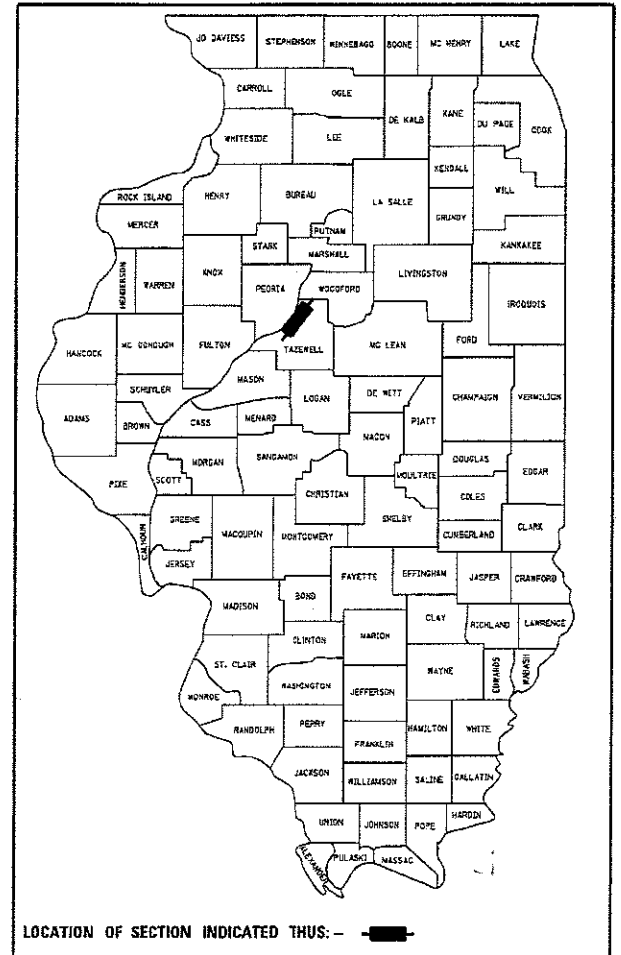 JO DAVIESS STEPHENSON WINNEBAGO BOONE MC HENRY LAKE
CARROLL OGLE DE KALB KANE DU PAGE COOK
WHITESIDE LEE KENDALL WILL
ROCK ISLAND HENRY BUREAU LA SALLE GRUNDY
MERCER PUTNAM KANKAKEE
STARK MARSHALL
HENDERSON WARREN KNOX PEORIA WOODFORD LIVINGSTON IROQUOIS
HANCOCK MC DONOUGH FULTON TAZEWELL MC LEAN FORD
MASON
SCHUYLER LOGAN DE WITT CHAMPAIGN VERMILION
ADAMS BROWN CASS MENARD MACON PIATT
PIKE SCOTT MORGAN SANGAMON MOULTRIE DOUGLAS EDGAR
CHRISTIAN COLES
CALHOUN GREENE MACOUPIN MONTGOMERY SHELBY CUMBERLAND CLARK
JERSEY FAYETTE EFFINGHAM JASPER CRAWFORD
MADISON BOND
CLINTON MARION CLAY RICHLAND LAWRENCE
ST. CLAIR WAYNE EDWARDS WABASH
MONROE WASHINGTON JEFFERSON
RANDOLPH PERRY HAMILTON WHITE
FRANKLIN
JACKSON WILLIAMSON SALINE GALLATIN
UNION JOHNSON POPE HARDIN
ALEXANDER PULASKI MASSAC
LOCATION OF SECTION INDICATED THUS: –